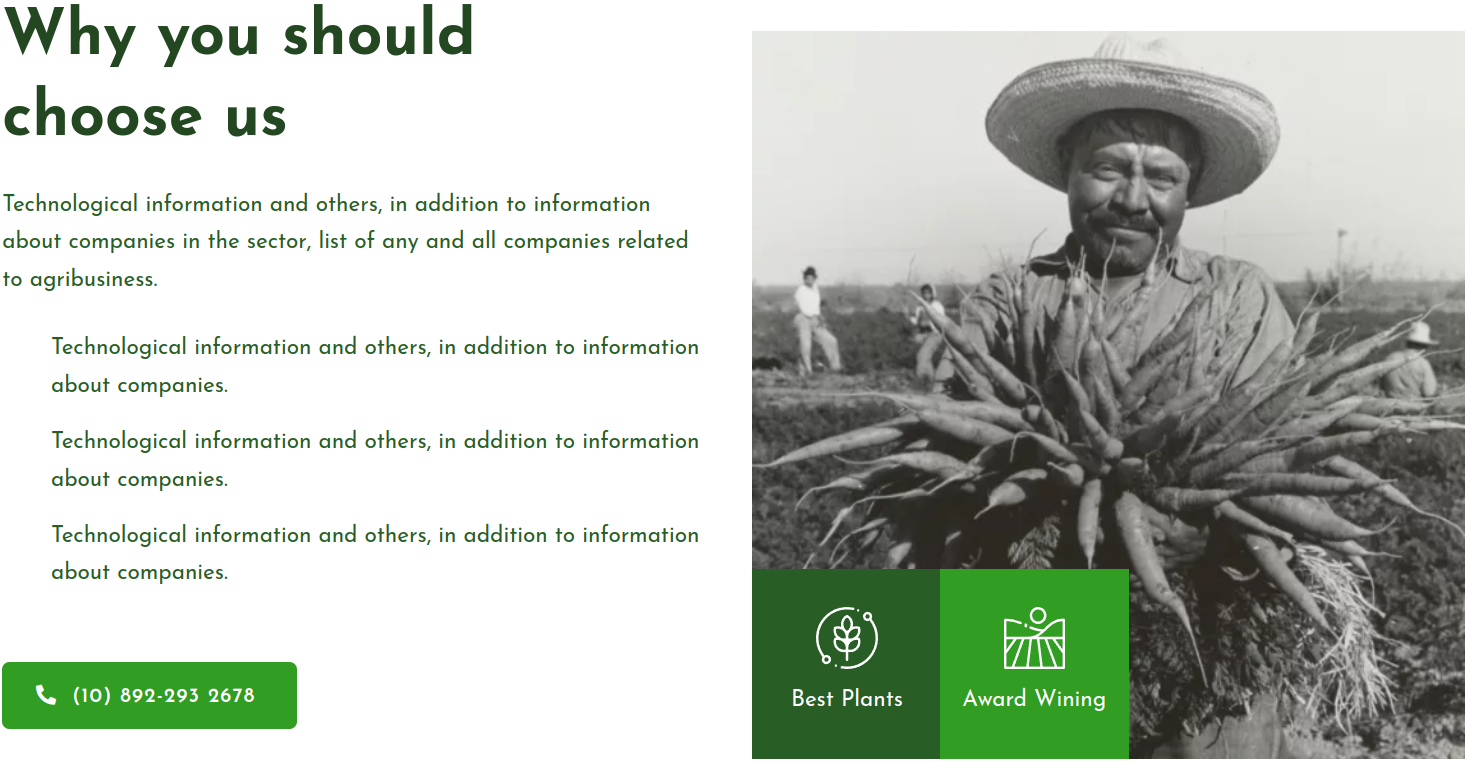 Why you should
choose us
Technological information and others, in addition to information
about companies in the sector, list of any and all companies related
to agribusiness.
Technological information and others, in addition to information
about companies.
Technological information and others, in addition to information
about companies.
Technological information and others, in addition to information
about companies.
(10) 892-293 2678
Best Plants
Award Wining